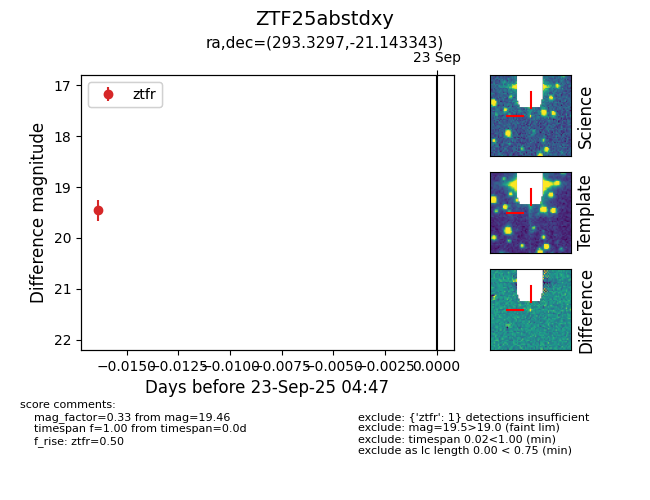 ZTF25abstdxy
ra,dec=(293.3297,-21.143343)
23 Sep
ztfr
17
18
19
20
21
22
Difference magnitude
−0.0150
−0.0125
−0.0100
−0.0075
−0.0050
−0.0025
0.0000
Days before 23-Sep-25 04:47
Science
Template
Difference
score comments:
mag_factor=0.33 from mag=19.46
timespan f=1.00 from timespan=0.0d
f_rise: ztfr=0.50
exclude: {'ztfr': 1} detections insufficient
exclude: mag=19.5>19.0 (faint lim)
exclude: timespan 0.02<1.00 (min)
exclude as lc length 0.00 < 0.75 (min)